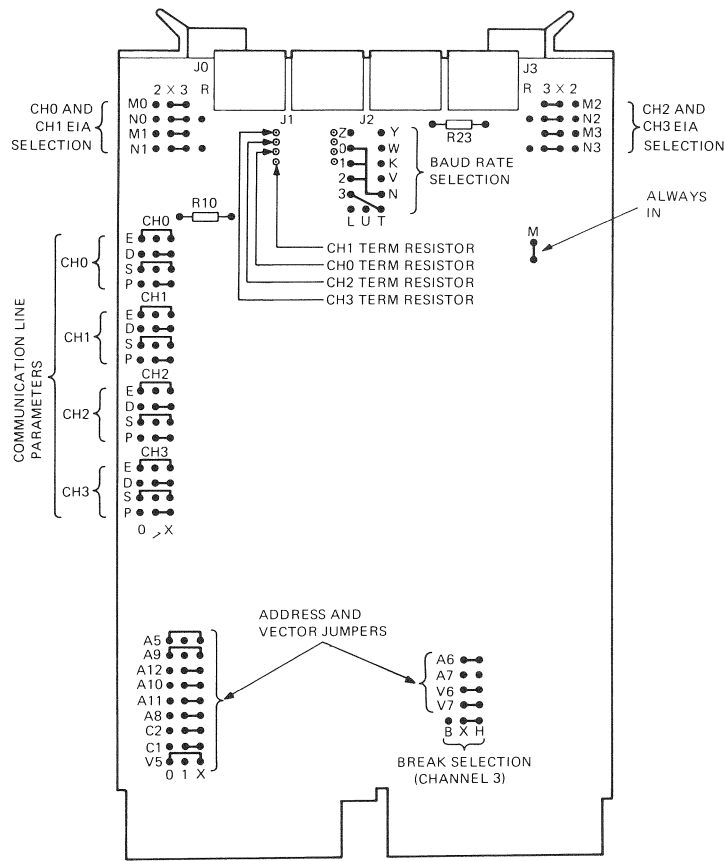 J0
J3
2 X 3 R
R 3 X 2
CH0 AND
CH1 EIA
SELECTION
M0
N0
M1
N1
J1
J2
R23
M2
N2
M3
N3
CH2 AND
CH3 EIA
SELECTION
Z
0
1
2
3
Y
W
K
V
N
L U T
BAUD RATE
SELECTION
ALWAYS
IN
M
R10
CH1 TERM RESISTOR
CH0 TERM RESISTOR
CH2 TERM RESISTOR
CH3 TERM RESISTOR
COMMUNICATION LINE
PARAMETERS
CH0
CH0
E
D
S
P
CH1
CH1
E
D
S
P
CH2
CH2
E
D
S
P
CH3
CH3
E
D
S
P
0 1 X
ADDRESS AND
VECTOR JUMPERS
A5
A9
A12
A10
A11
A8
C2
C1
V5
0 1 X
A6
A7
V6
V7
B X H
BREAK SELECTION
(CHANNEL 3)